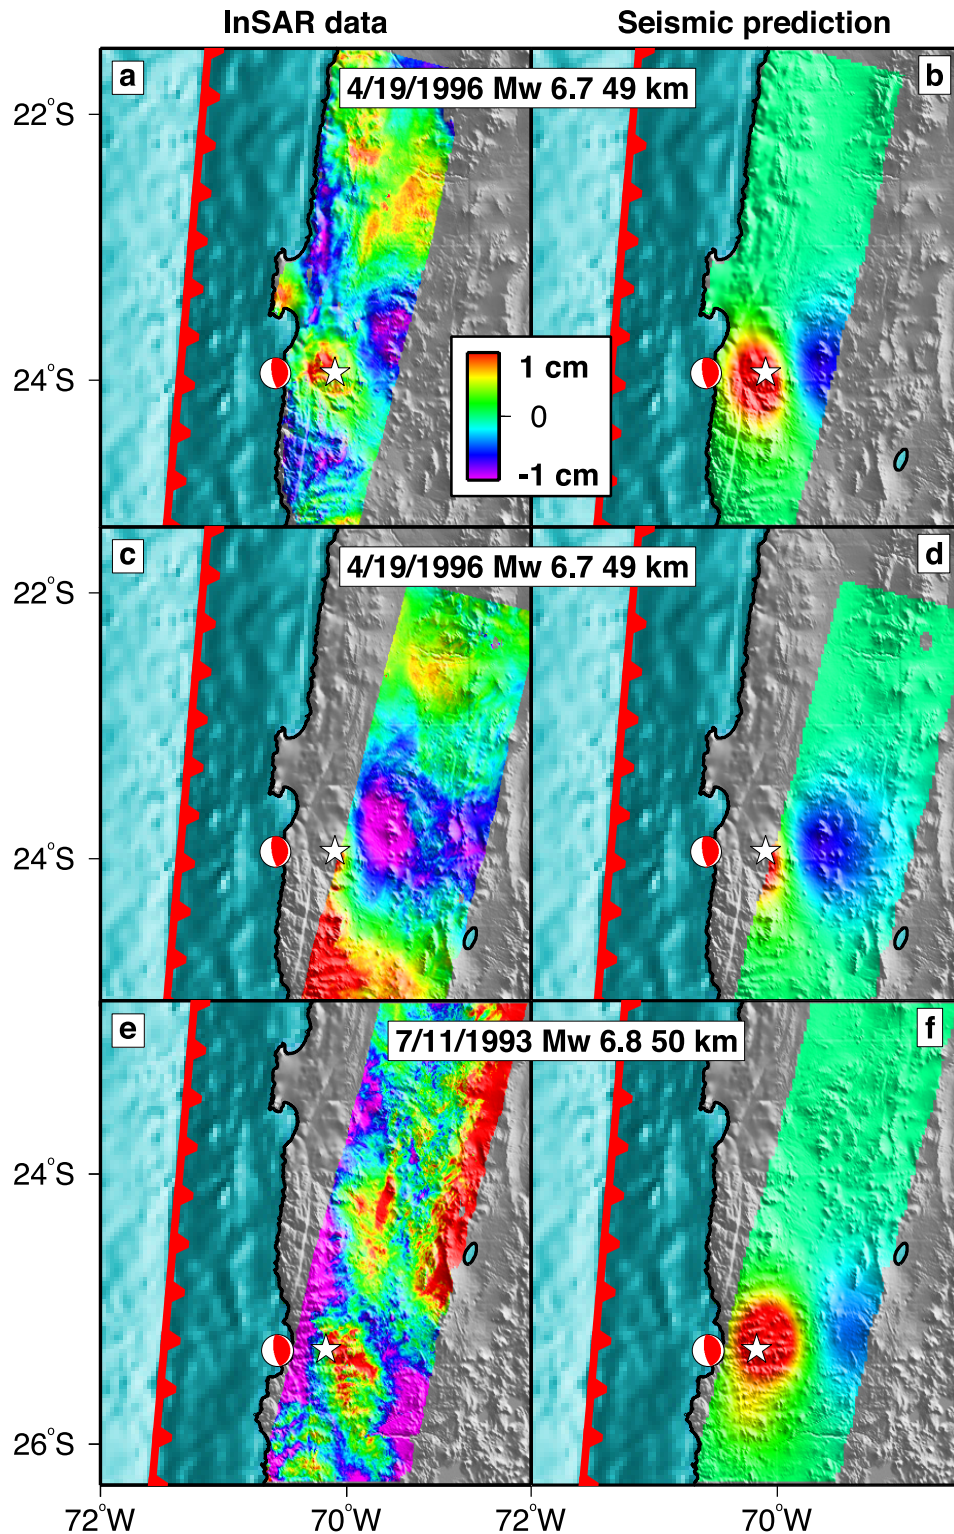 InSAR data
Seismic prediction
a
4/19/1996 Mw 6.7 49 km
b
22°S
24°S
1 cm
0
-1 cm
c
4/19/1996 Mw 6.7 49 km
d
22°S
24°S
e
7/11/1993 Mw 6.8 50 km
f
24°S
26°S
72°W
70°W
72°W
70°W